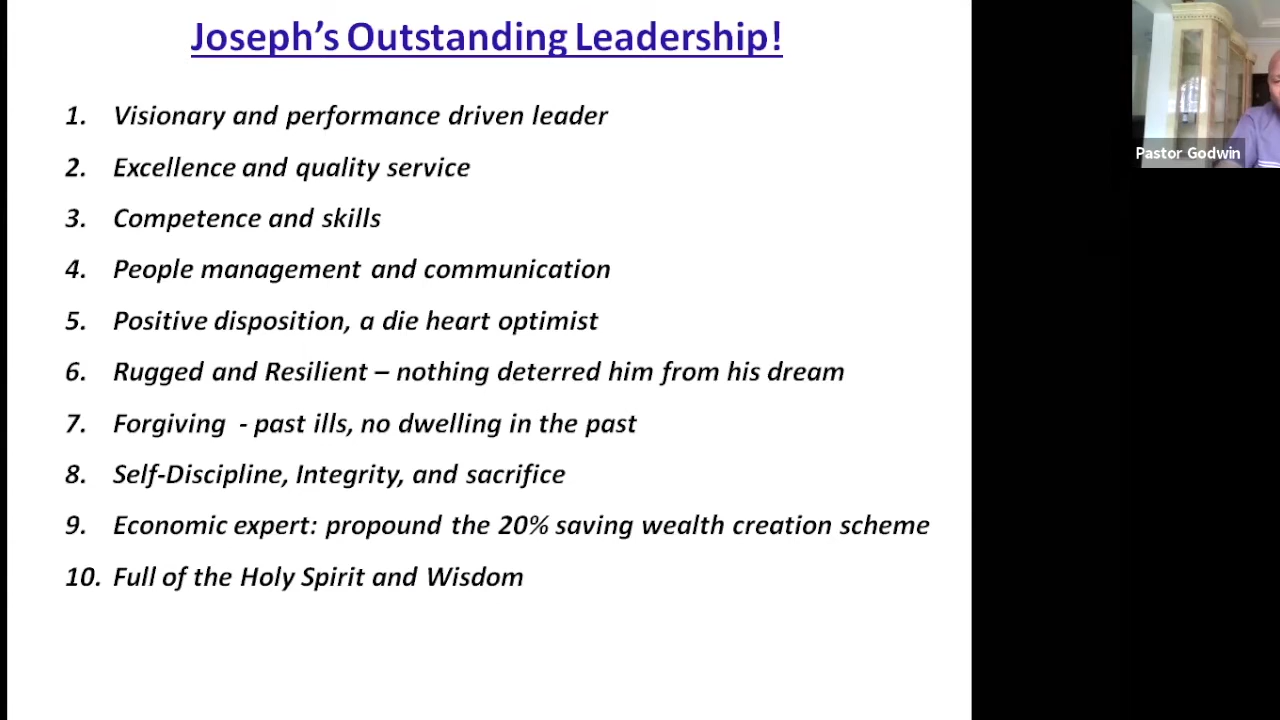 Joseph's Outstanding Leadership!
1. Visionary and performance driven leader
2. Excellence and quality service
3. Competence and skills
4. People management and communication
5. Positive disposition, a die heart optimist
6. Rugged and Resilient – nothing deterred him from his dream
7. Forgiving - past ills, no dwelling in the past
8. Self-Discipline, Integrity, and sacrifice
9. Economic expert: propound the 20% saving wealth creation scheme
10. Full of the Holy Spirit and Wisdom
Pastor Godwin